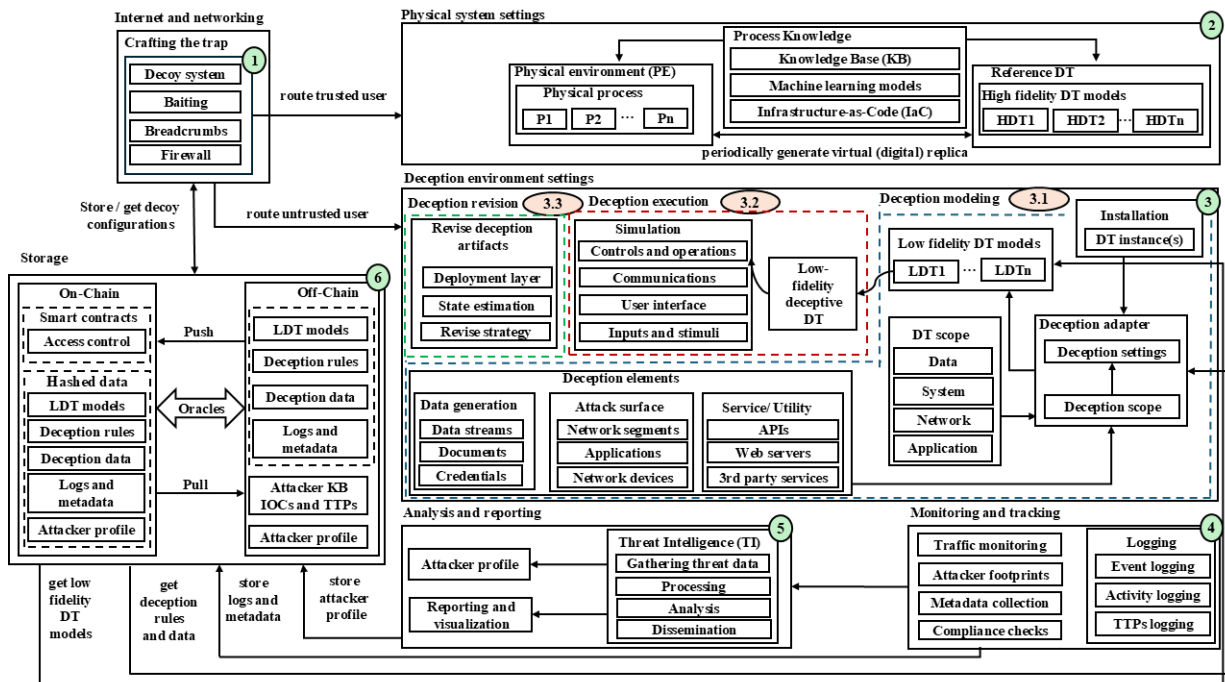 Internet and networking
Crafting the trap
1
Decoy system
Baiting
Breadcrumbs
Firewall
route trusted user
Physical system settings
2
Process Knowledge
Knowledge Base (KB)
Machine learning models
Infrastructure-as-Code (IaC)
Physical environment (PE)
Physical process
P1
P2
...
Pn
Reference DT
High fidelity DT models
HDT1
HDT2
...
HDTn
periodically generate virtual (digital) replica
Store / get decoy
configurations
route untrusted user
Deception environment settings
3
Deception revision
3.3
Revise deception
artifacts
Deployment layer
State estimation
Revise strategy
Deception execution
3.2
Simulation
Controls and operations
Communications
User interface
Inputs and stimuli
Low-
fidelity
deceptive
DT
Deception modeling
3.1
Low fidelity DT models
LDT1
...
LDTn
Installation
DT instance(s)
DT scope
Data
System
Network
Application
Deception adapter
Deception settings
Deception scope
Deception elements
Data generation
Data streams
Documents
Credentials
Attack surface
Network segments
Applications
Network devices
Service/ Utility
APIs
Web servers
3rd party services
Storage
6
On-Chain
Smart contracts
Access control
Hashed data
LDT models
Deception rules
Deception data
Logs and
metadata
Attacker profile
Push
Oracles
Pull
Off-Chain
LDT models
Deception rules
Deception data
Logs and
metadata
Attacker KB
IOCs and TTPs
Attacker profile
get low
fidelity
DT
models
get
deception
rules
and data
store
logs and
metadata
store
attacker
profile
Analysis and reporting
5
Attacker profile
Reporting and
visualization
Threat Intelligence (TI)
Gathering threat data
Processing
Analysis
Dissemination
Monitoring and tracking
4
Traffic monitoring
Attacker footprints
Metadata collection
Compliance checks
Logging
Event logging
Activity logging
TTPs logging